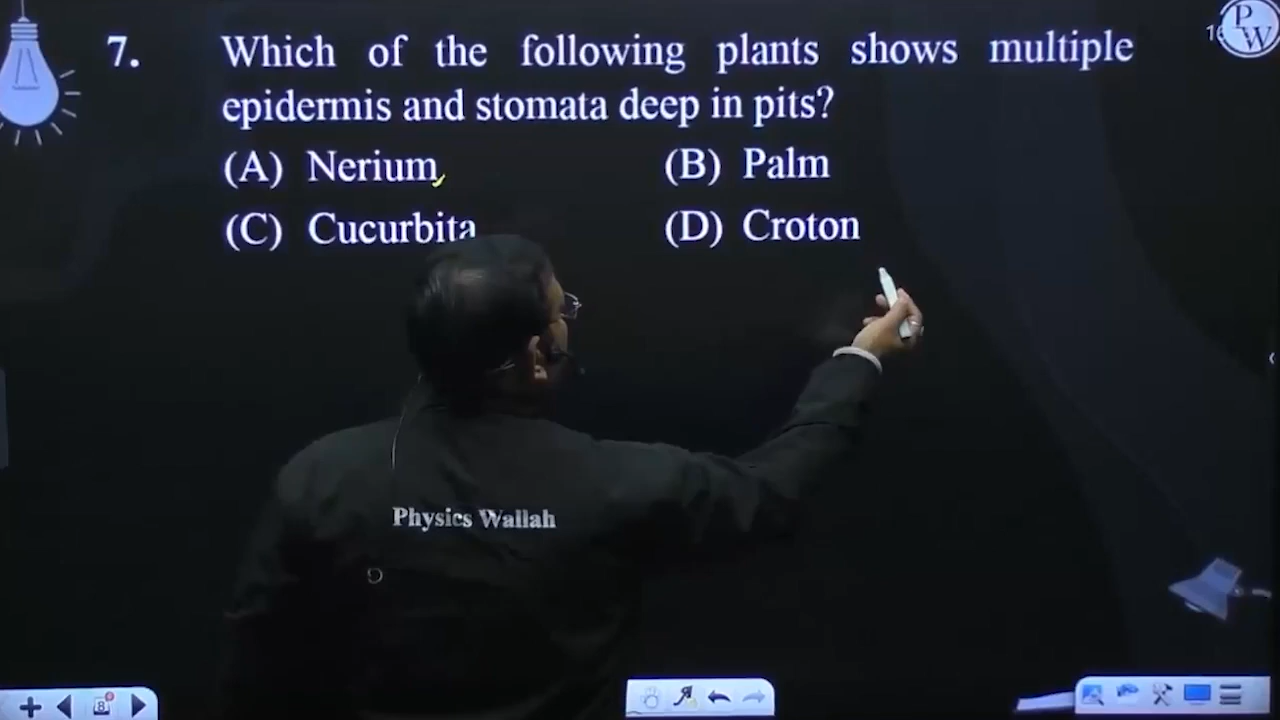 7. Which of the following plants shows multiple
epidermis and stomata deep in pits?
(A) Nerium (B) Palm
(C) Cucurbita (D) Croton
Physics Wallah
P
W
8